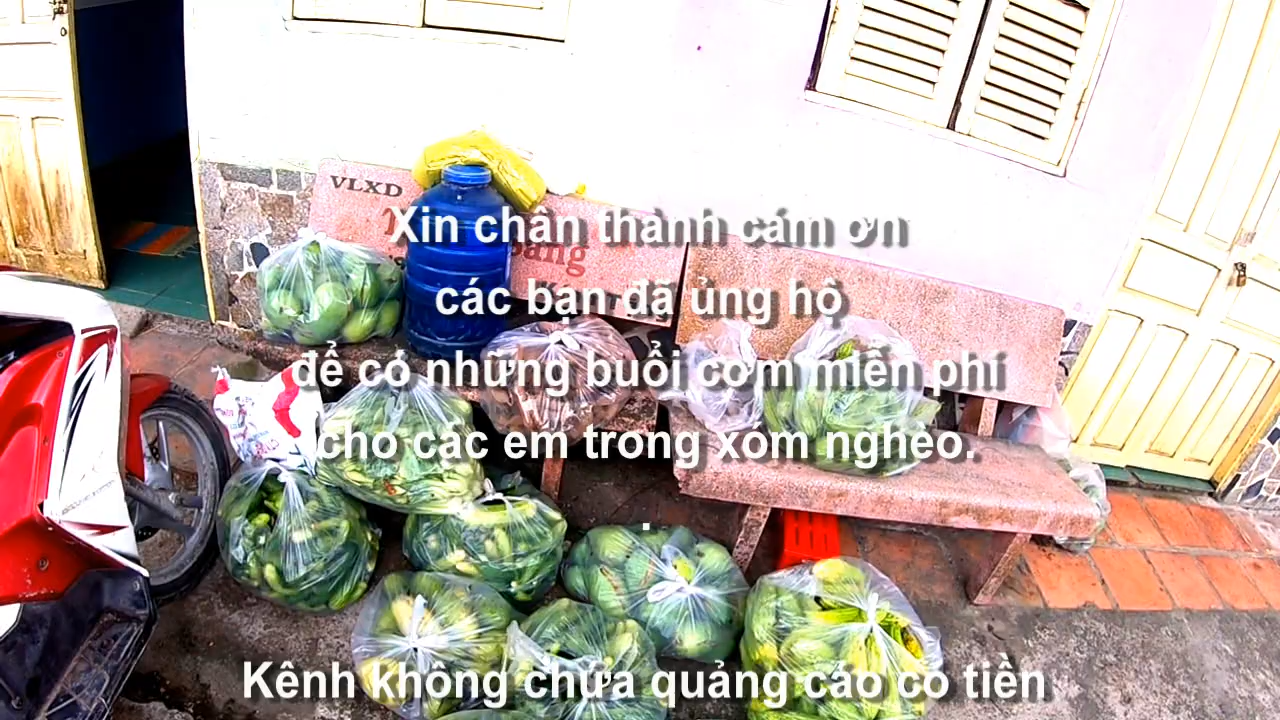 VLXD
Xin chân thành cám ơn
các bạn đã ủng hộ
để có những buổi cơm miễn phí
cho các em trong xóm nghèo.
.
Kênh không chứa quảng cáo có tiền